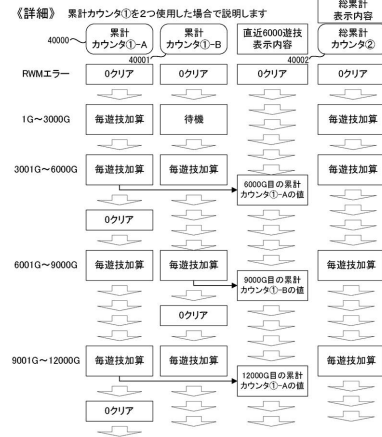 《詳細》 累計カウンタ①を2つ使用した場合で説明します
総累計
表示内容
40000
累計
カウンタ①-A
累計
カウンタ①-B
直近6000遊技
表示内容
総累計
カウンタ②
40001
40002
RWMエラー
0クリア
0クリア
0クリア
0クリア
1G~3000G
毎遊技加算
待機
毎遊技加算
3001G~6000G
毎遊技加算
毎遊技加算
毎遊技加算
6000G目の累計
カウンタ①-Aの値
0クリア
6001G~9000G
毎遊技加算
毎遊技加算
毎遊技加算
9000G目の累計
カウンタ①-Bの値
0クリア
9001G~12000G
毎遊技加算
毎遊技加算
毎遊技加算
12000G目の累計
カウンタ①-Aの値
0クリア